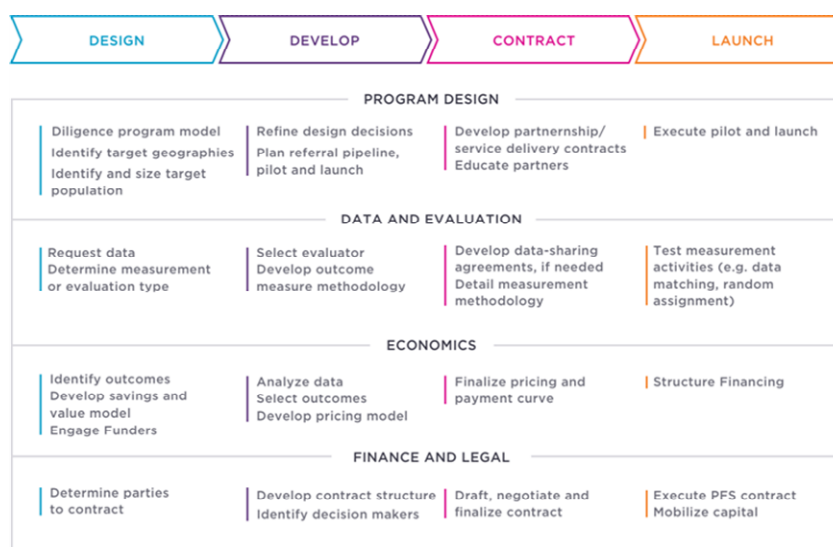 DESIGN
DEVELOP
CONTRACT
LAUNCH
PROGRAM DESIGN
Diligence program model
Identify target geographies
Identify and size target
population
Refine design decisions
Plan referral pipeline,
pilot and launch
Develop partnership/
service delivery contracts
Educate partners
Execute pilot and launch
DATA AND EVALUATION
Request data
Determine measurement
or evaluation type
Select evaluator
Develop outcome
measure methodology
Develop data-sharing
agreements, if needed
Detail measurement
methodology
Test measurement
activities (e.g. data
matching, random
assignment)
ECONOMICS
Identify outcomes
Develop savings and
value model
Engage Funders
Analyze data
Select outcomes
Develop pricing model
Finalize pricing and
payment curve
Structure Financing
FINANCE AND LEGAL
Determine parties
to contract
Develop contract structure
Identify decision makers
Draft, negotiate and
finalize contract
Execute PFS contract
Mobilize capital